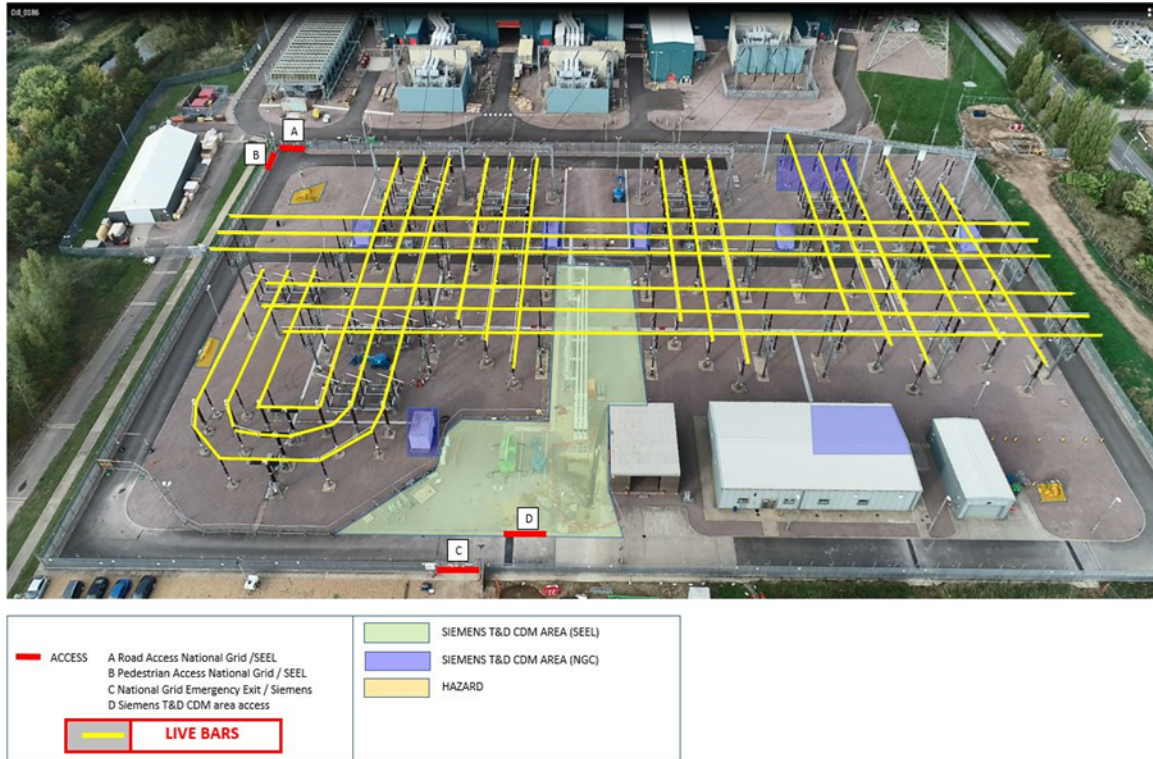 DJI_0186
A
B
D
C
ACCESS
A Road Access National Grid /SEEL
B Pedestrian Access National Grid / SEEL
C National Grid Emergency Exit / Siemens
D Siemens T&D CDM area access
LIVE BARS
SIEMENS T&D CDM AREA (SEEL)
SIEMENS T&D CDM AREA (NGC)
HAZARD